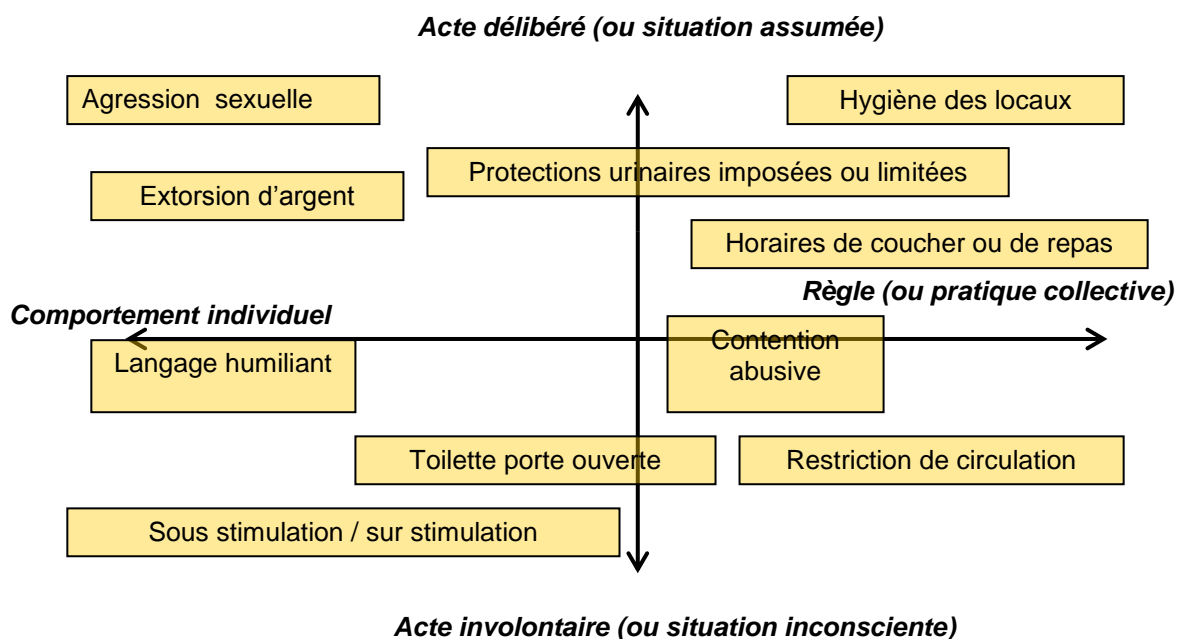 Acte délibéré (ou situation assumée)
Agression sexuelle
Hygiène des locaux
Protections urinaires imposées ou limitées
Extorsion d'argent
Horaires de coucher ou de repas
Règle (ou pratique collective)
Comportement individuel
Contention
abusive
Langage humiliant
Toilette porte ouverte
Restriction de circulation
Sous stimulation / sur stimulation
Acte involontaire (ou situation inconsciente)